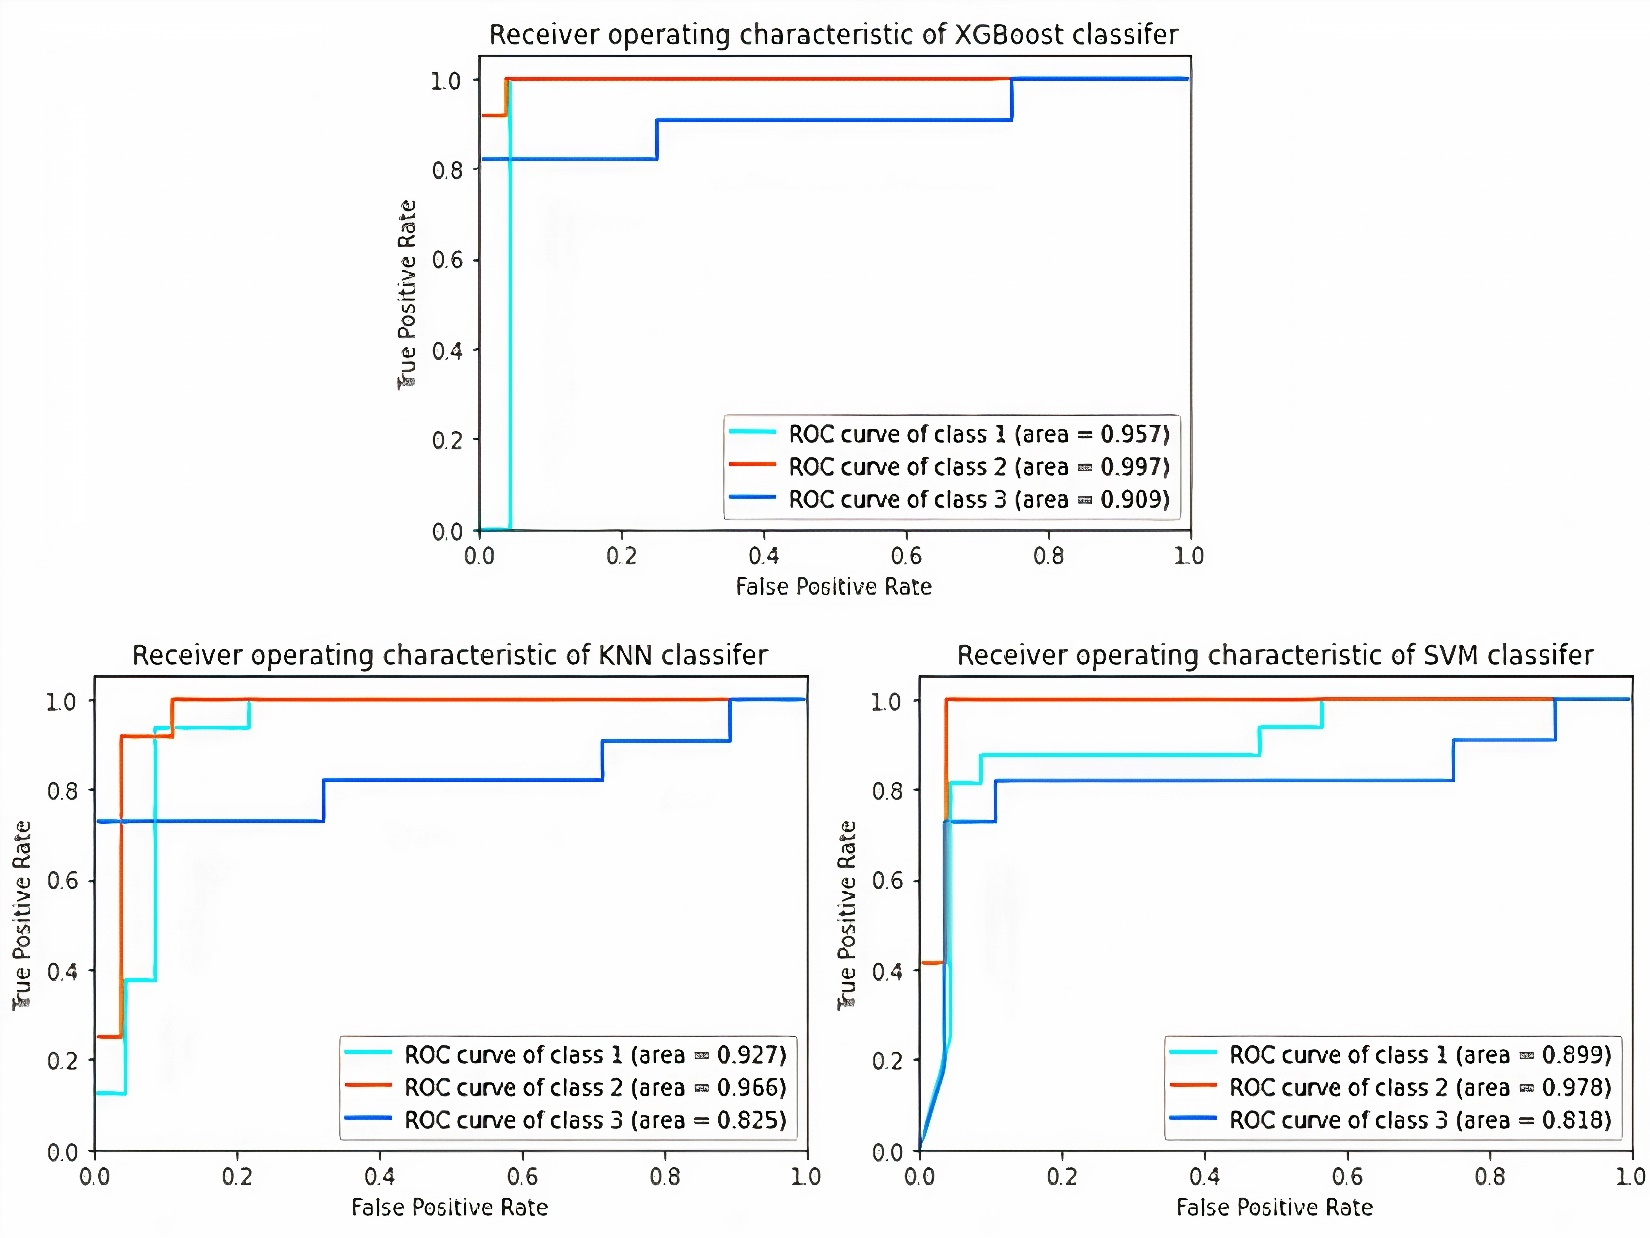 Receiver operating characteristic of XGBoost classifer
1.0
0.8
0.6
0.4
0.2
0.0
True Positive Rate
ROC curve of class 1 (area = 0.957)
ROC curve of class 2 (area = 0.997)
ROC curve of class 3 (area = 0.909)
0.0 0.2 0.4 0.6 0.8 1.0
False Positive Rate
Receiver operating characteristic of KNN classifer
1.0
0.8
0.6
0.4
0.2
0.0
True Positive Rate
ROC curve of class 1 (area = 0.927)
ROC curve of class 2 (area = 0.966)
ROC curve of class 3 (area = 0.825)
0.0 0.2 0.4 0.6 0.8 1.0
False Positive Rate
Receiver operating characteristic of SVM classifer
1.0
0.8
0.6
0.4
0.2
0.0
True Positive Rate
ROC curve of class 1 (area = 0.899)
ROC curve of class 2 (area = 0.978)
ROC curve of class 3 (area = 0.818)
0.0 0.2 0.4 0.6 0.8 1.0
False Positive Rate